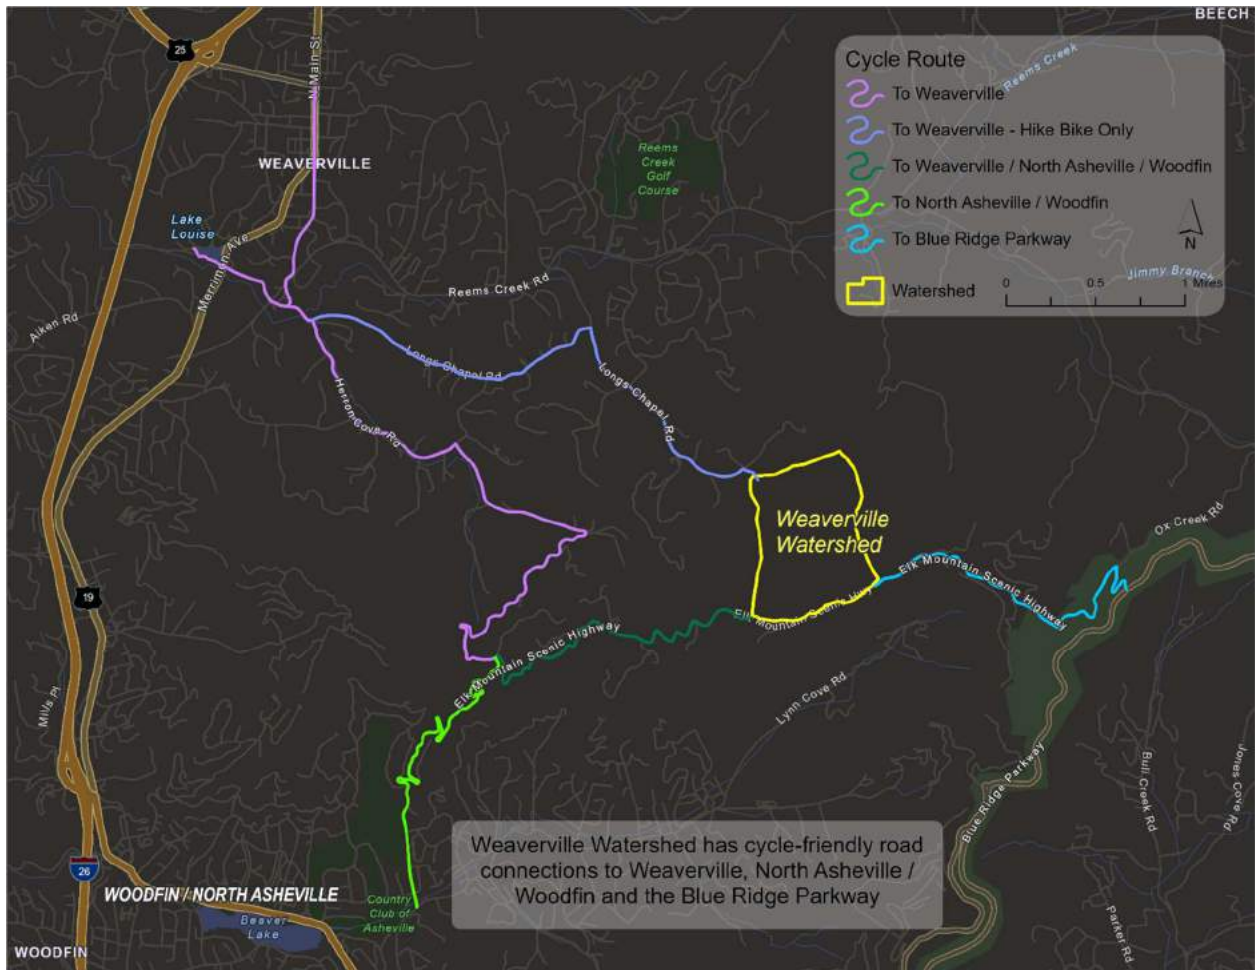 BEECH
25
N Main St
Cycle Route
Reems Creek
To Weaverville
To Weaverville - Hike Bike Only
To Weaverville / North Asheville / Woodfin
To North Asheville / Woodfin
To Blue Ridge Parkway
N
Jimmy Branch
Watershed
0 0.5 1 Miles
WEAVERVILLE
Reems
Creek
Golf
Course
Lake
Louise
Merrimon Ave
Reems Creek Rd
Aiken Rd
Longs Chapel Rd
Longs Chapel Rd
Herron Cove Rd
Weaverville
Watershed
Ox Creek Rd
Elk Mountain Scenic Highway
Elk Mountain Scenic Hwy
Elk Mountain Scenic Highway
19
Mills Pl
Lynn Cove Rd
Blue Ridge Parkway
Bull Creek Rd
Jones Cove Rd
Parker Rd
Weaverville Watershed has cycle-friendly road
connections to Weaverville, North Asheville /
Woodfin and the Blue Ridge Parkway
26
WOODFIN / NORTH ASHEVILLE
Country
Club of
Asheville
Beaver
Lake
WOODFIN